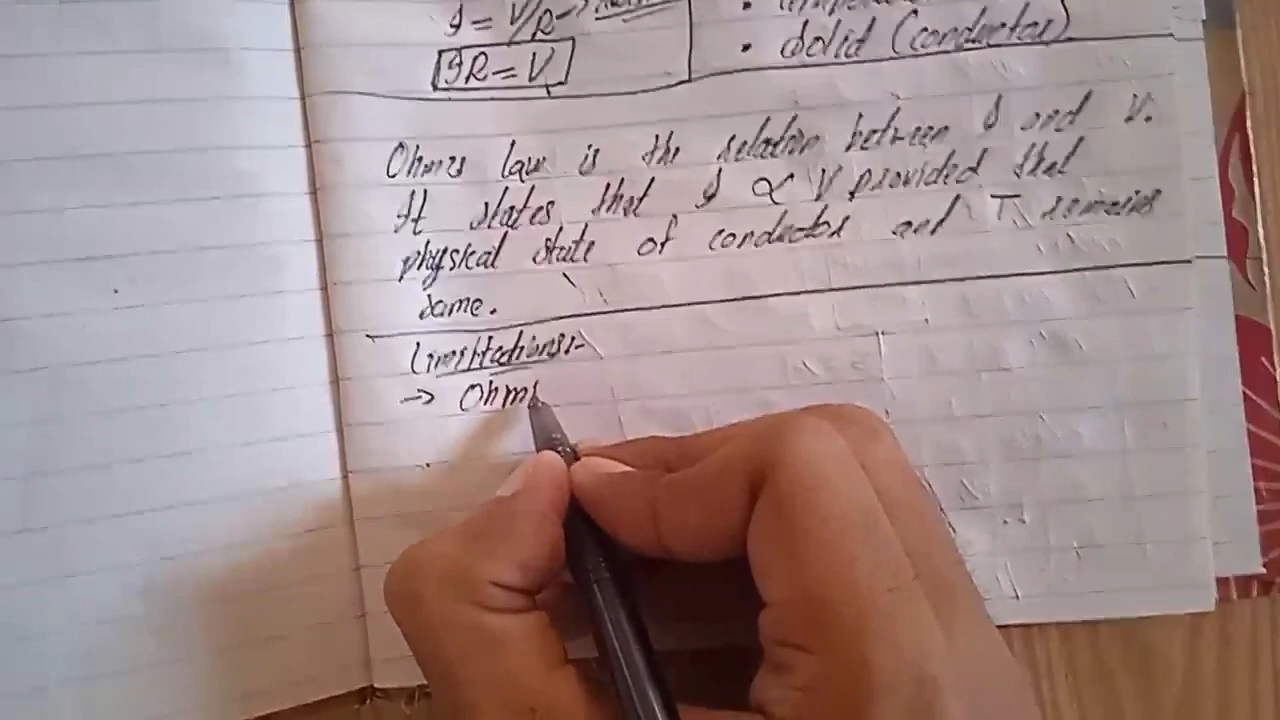 I = V/R →
IR = V
• solid (conductor)
Ohms law is the relation between I and V.
It states that I ∝ V provided that
physical state of conductor and T remains
same.
Limitations:-
→ Ohms